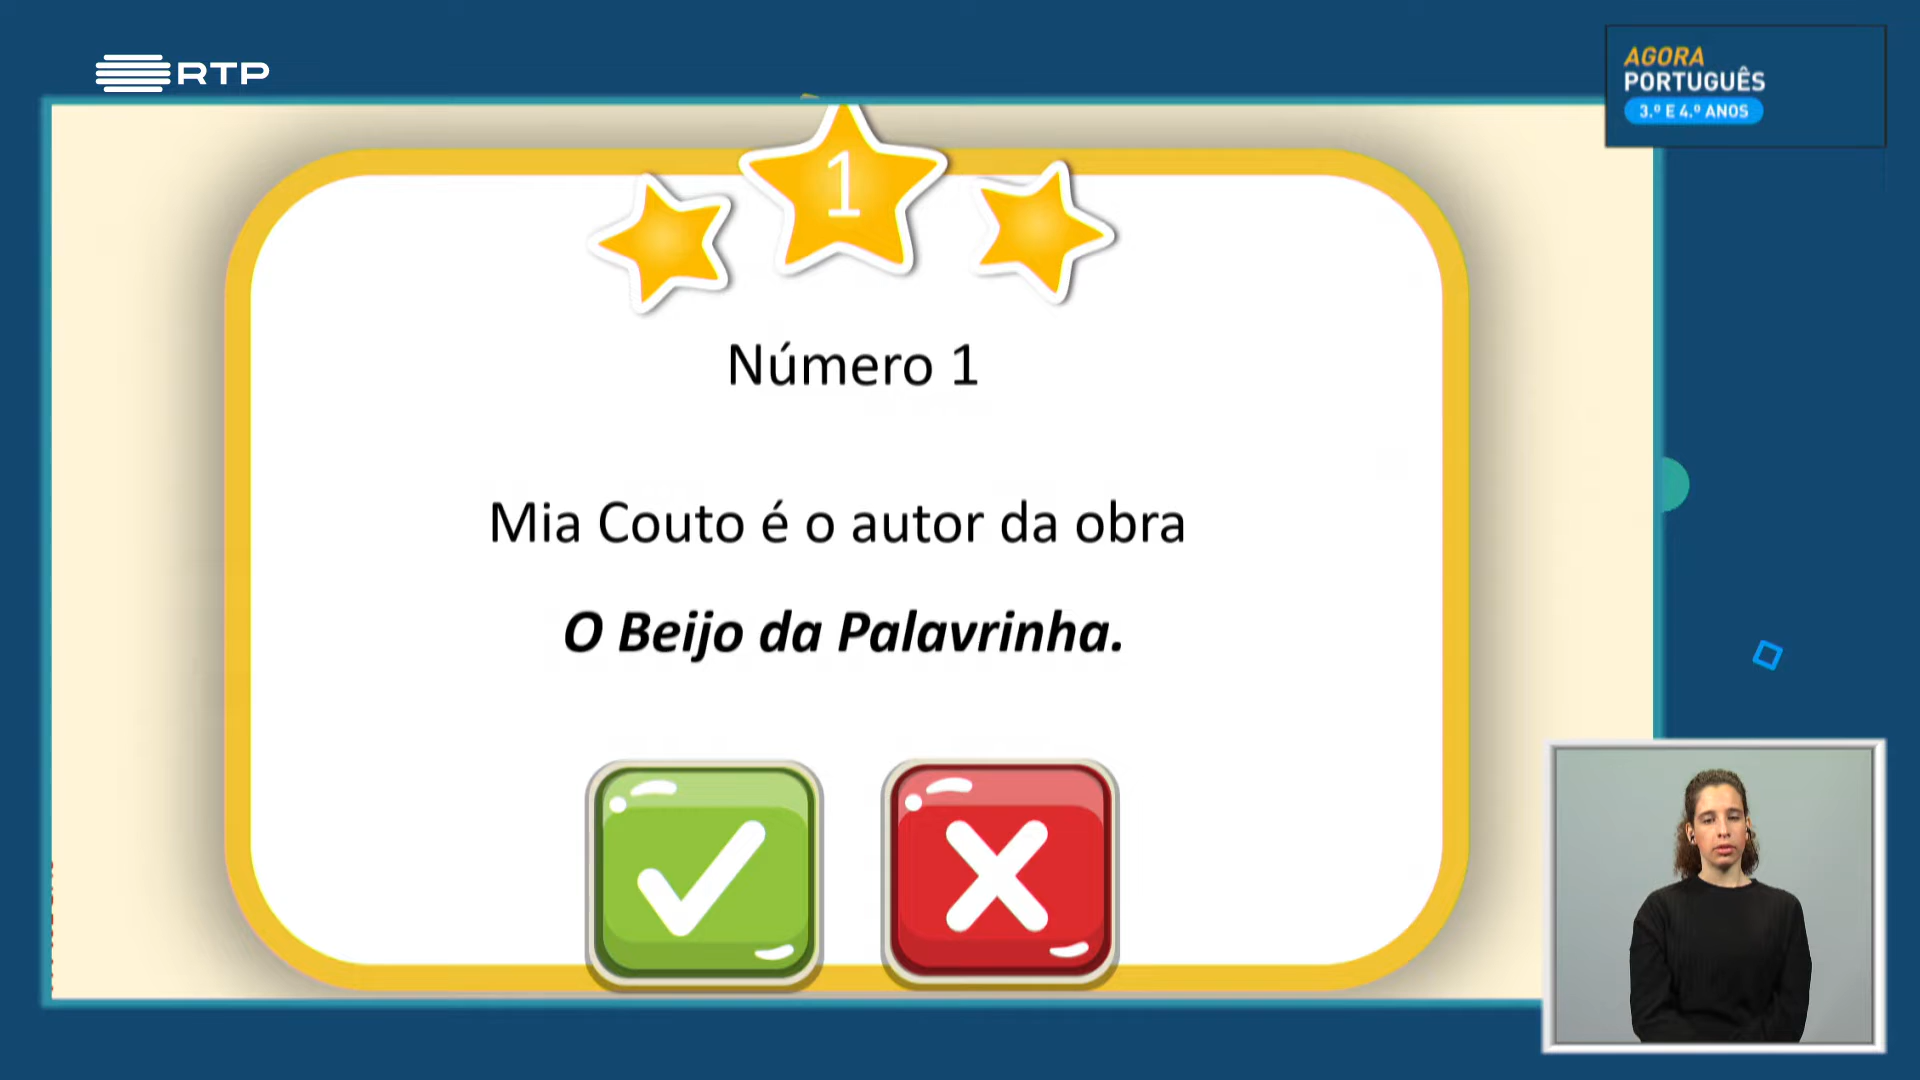 RTP
AGORA
PORTUGUÊS
3.º E 4.º ANOS
1
Número 1
Mia Couto é o autor da obra
O Beijo da Palavrinha.